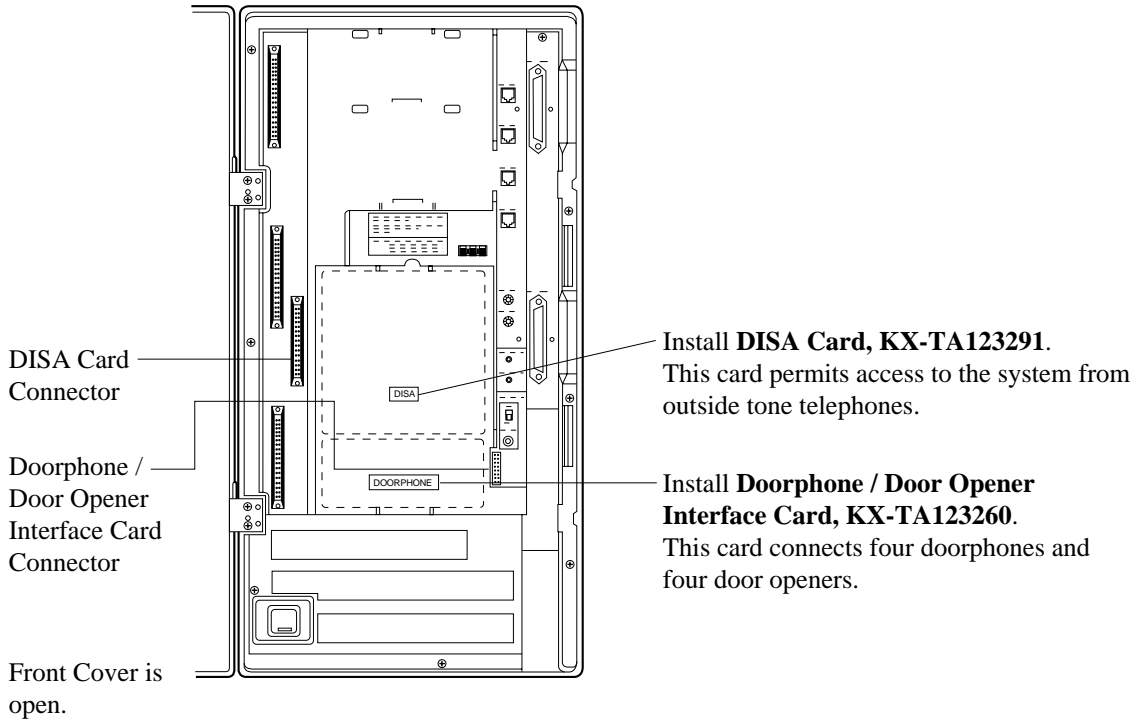 DISA Card
Connector
Doorphone /
Door Opener
Interface Card
Connector
Front Cover is
open.
DISA
DOORPHONE
Install DISA Card, KX-TA123291.
This card permits access to the system from
outside tone telephones.
Install Doorphone / Door Opener
Interface Card, KX-TA123260.
This card connects four doorphones and
four door openers.